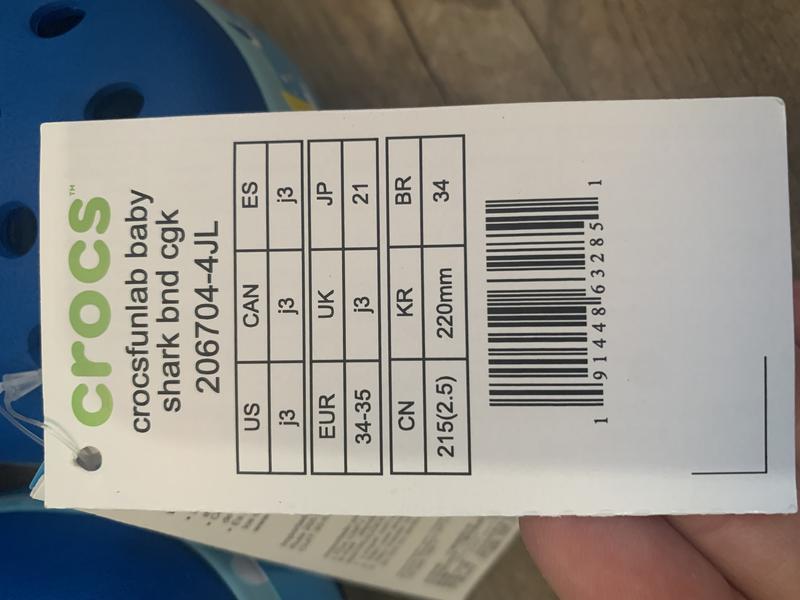 crocs™
crocsfunlab baby
shark bnd cgk
206704-4JL
US CAN ES
j3 j3 j3
EUR UK JP
34-35 j3 21
CN KR BR
215(2.5) 220mm 34
1 91448 63285 1